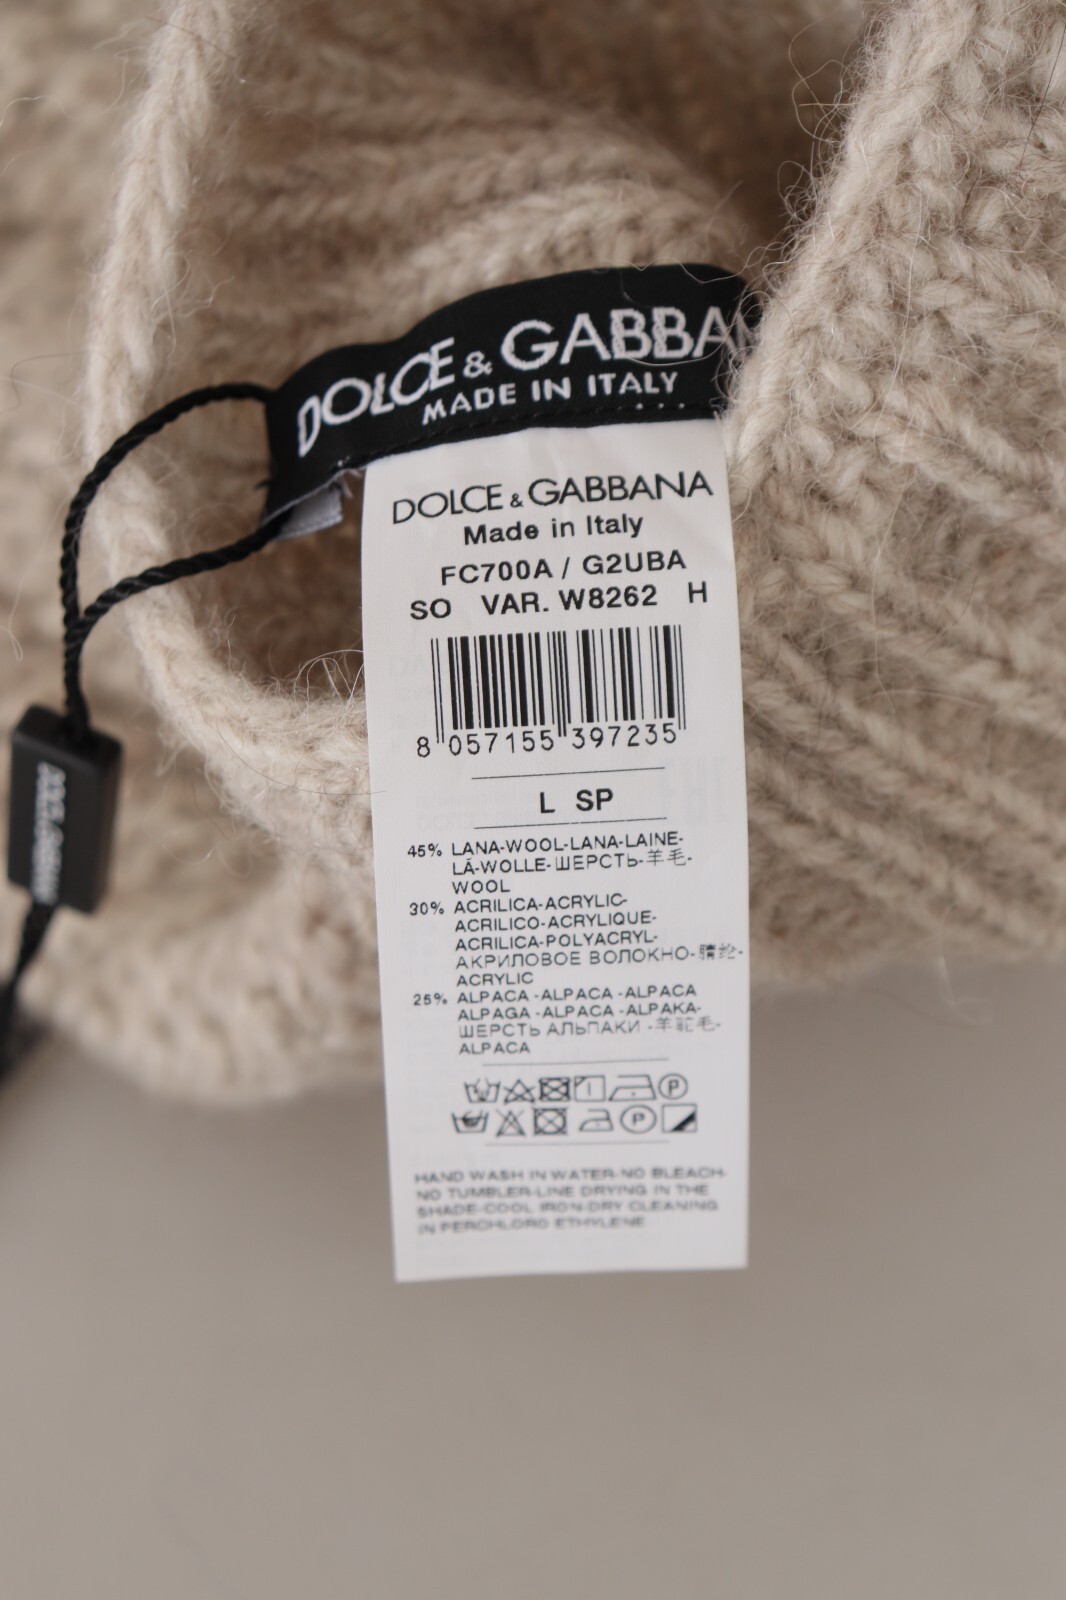 DOLCE & GABBAN
MADE IN ITALY
DOLCE & GABBANA
Made in Italy
FC700A / G2UBA
SO VAR. W8262 H
8 057155 397235
L SP
45% LANA-WOOL-LANA-LAINE-
LÃ-WOLLE-ШЕРСТЬ-羊毛-
WOOL
30% ACRILICA-ACRYLIC-
ACRILICO-ACRYLIQUE-
ACRILICA-POLYACRYL-
АКРИЛОВОЕ ВОЛОКНО-腈纶-
ACRYLIC
25% ALPACA -ALPACA -ALPACA
ALPAGA -ALPACA -ALPAKA-
ШЕРСТЬ АЛЬПАКИ -羊驼毛-
ALPACA
P
P
HAND WASH IN WATER-NO BLEACH-
NO TUMBLER-LINE DRYING IN THE
SHADE-COOL IRON-DRY CLEANING
IN PERCHLORO ETHYLENE